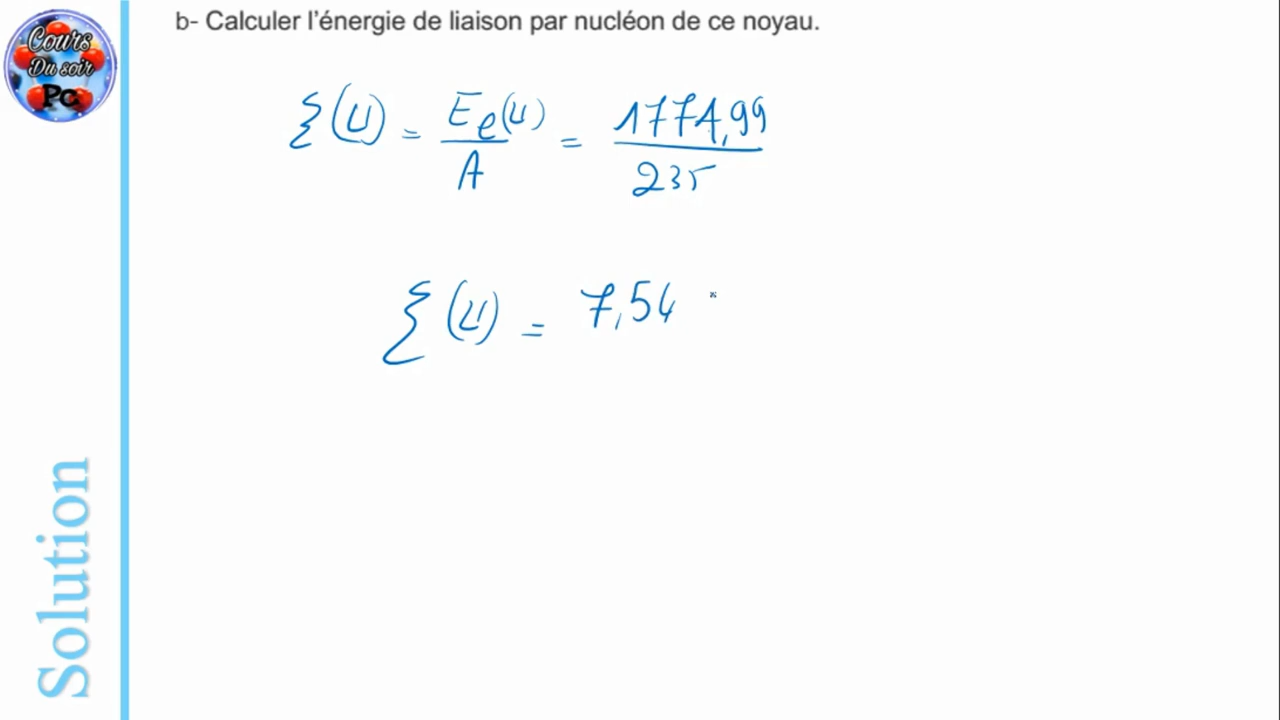 Cours
Du soir
PC
b- Calculer l’énergie de liaison par nucléon de ce noyau.
ξ(U) = Eℓ(U) / A = 1771,99 / 235
ξ(U) = 7,54
Solution